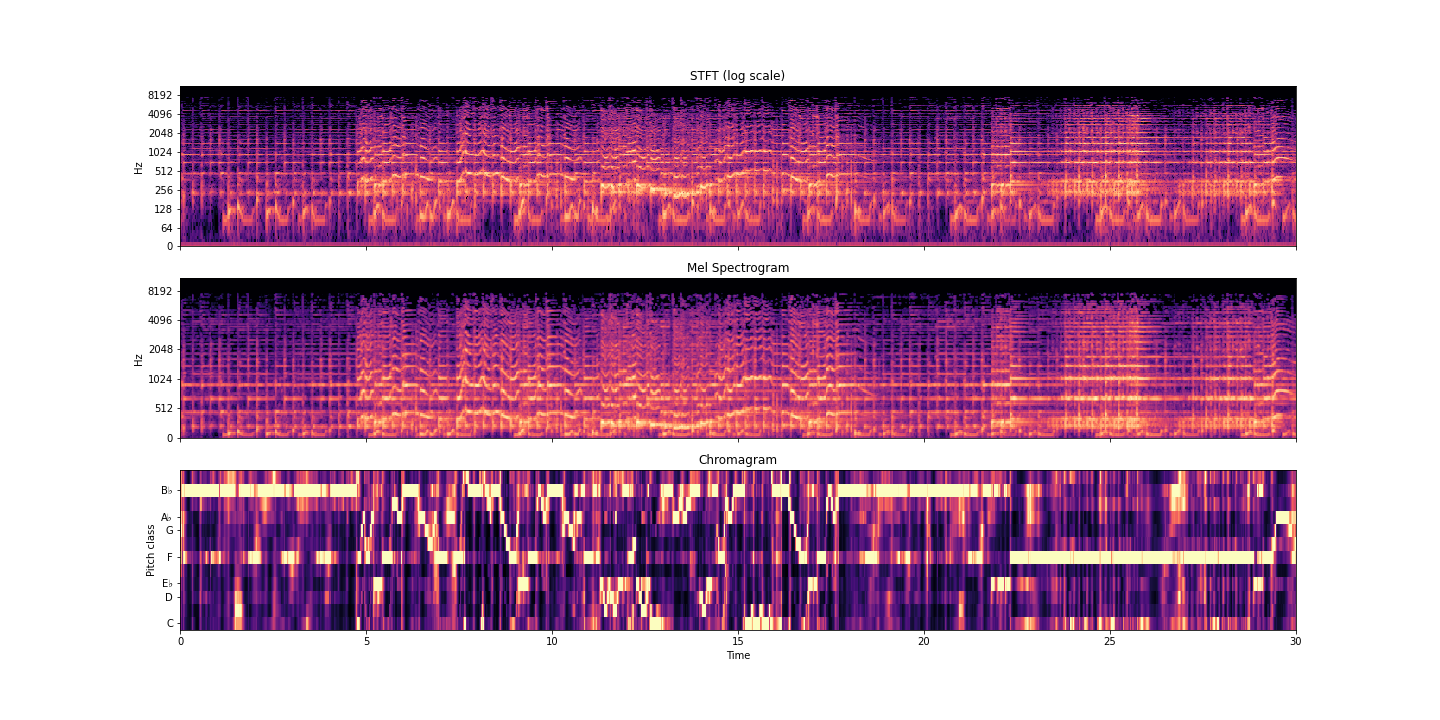 STFT (log scale)
8192
4096
2048
1024
512
256
128
64
0
Hz
Mel Spectrogram
8192
4096
2048
1024
512
0
Hz
Chromagram
B♭
A♭
G
F
E♭
D
C
Pitch class
0 5 10 15 20 25 30
Time